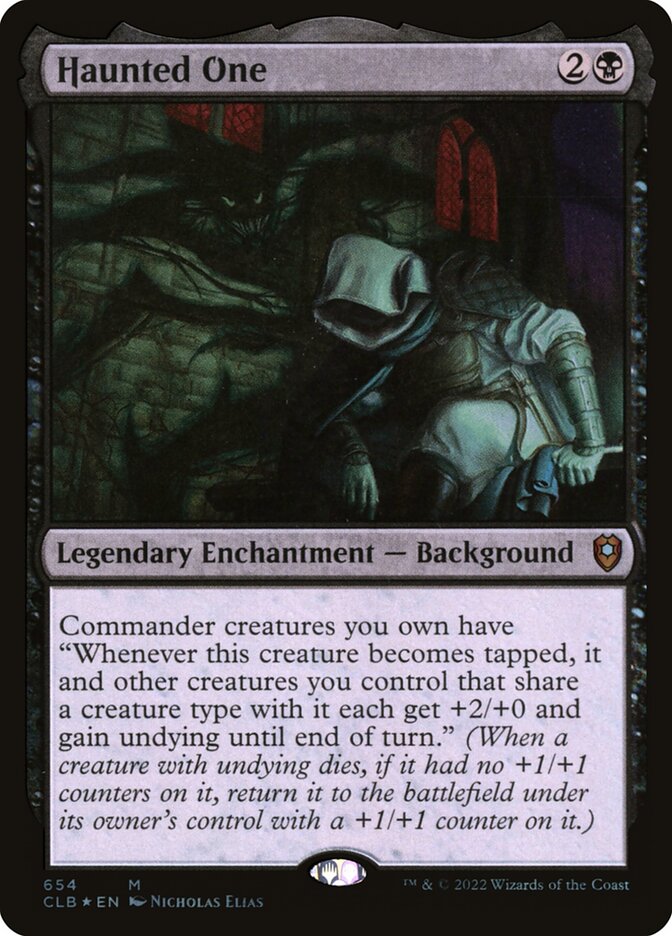 Haunted One 2
Legendary Enchantment — Background
Commander creatures you own have
“Whenever this creature becomes tapped, it
and other creatures you control that share
a creature type with it each get +2/+0 and
gain undying until end of turn.” (When a
creature with undying dies, if it had no +1/+1
counters on it, return it to the battlefield under
its owner’s control with a +1/+1 counter on it.)
654 M
CLB★EN Nicholas Elias
™ & © 2022 Wizards of the Coast